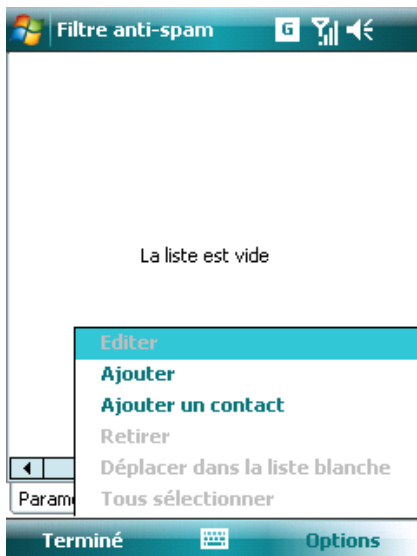 Filtre anti-spam G
La liste est vide
Editer
Ajouter
Ajouter un contact
Retirer
Déplacer dans la liste blanche
Tous sélectionner
Param
Terminé Options